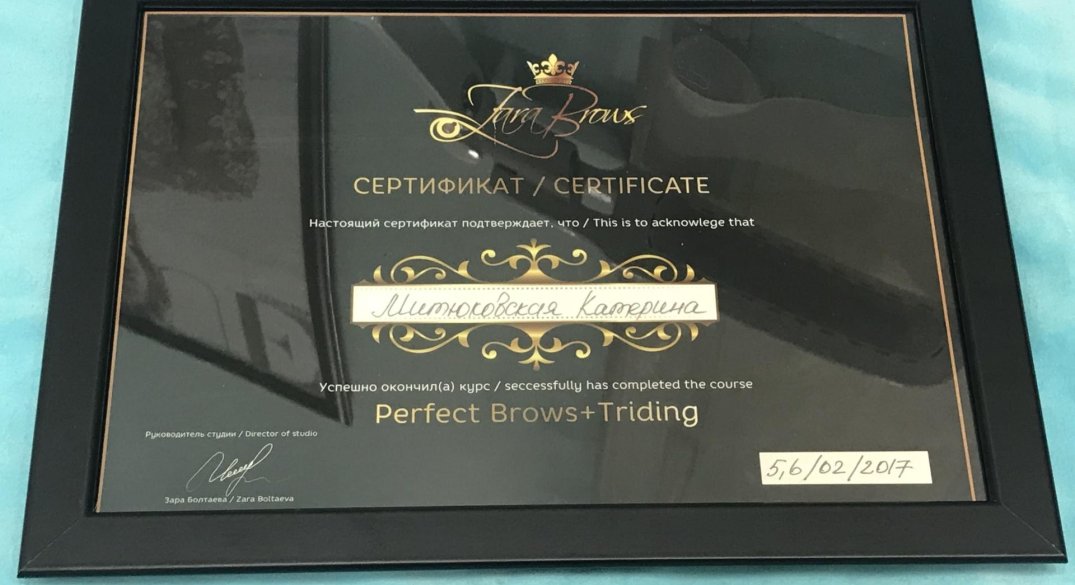 Zara Brows
СЕРТИФИКАТ / CERTIFICATE
Настоящий сертификат подтверждает, что / This is to acknowlege that
Митюковская Катерина
Успешно окончил(а) курс / seccessfully has completed the course
Perfect Brows+Triding
Руководитель студии / Director of studio
Зара Болтаева / Zara Boltaeva
5,6/02/2017